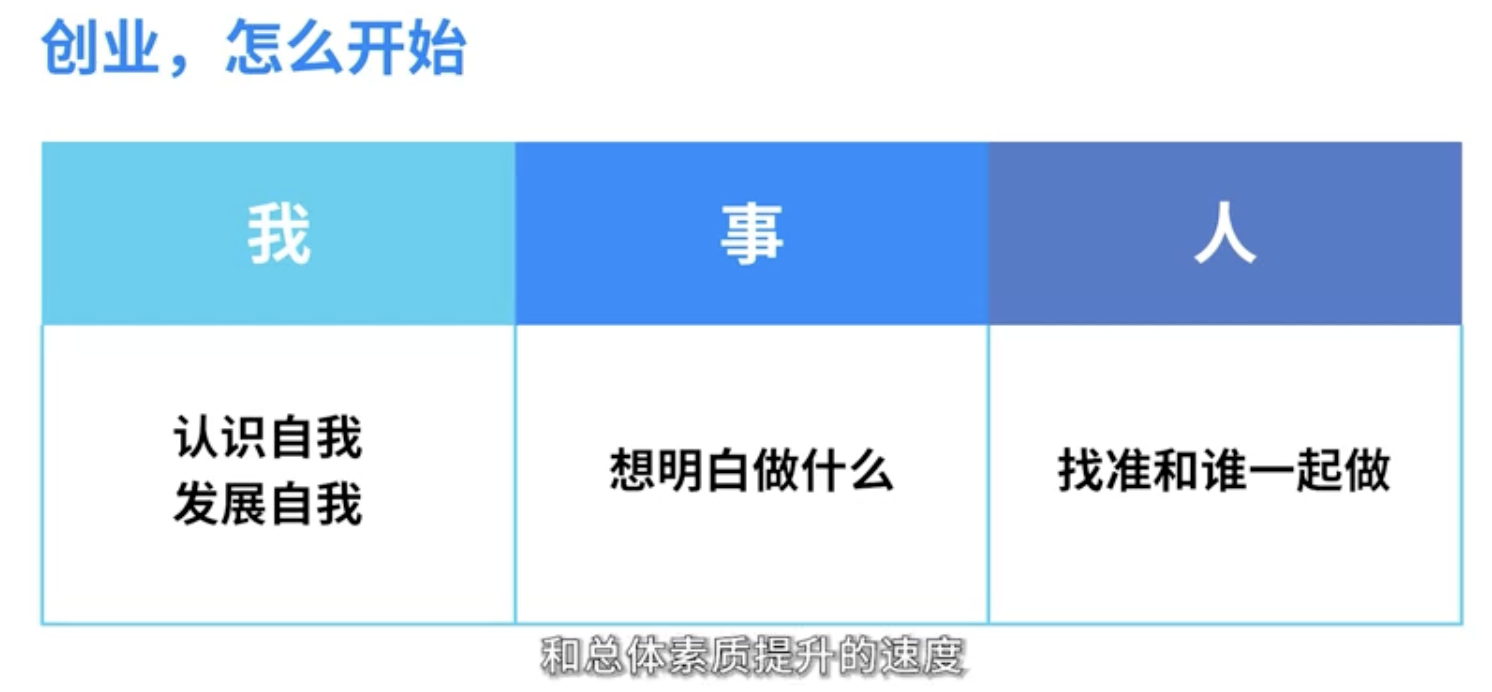 创业，怎么开始
我
事
人
认识自我
发展自我
想明白做什么
找准和谁一起做
和总体素质提升的速度